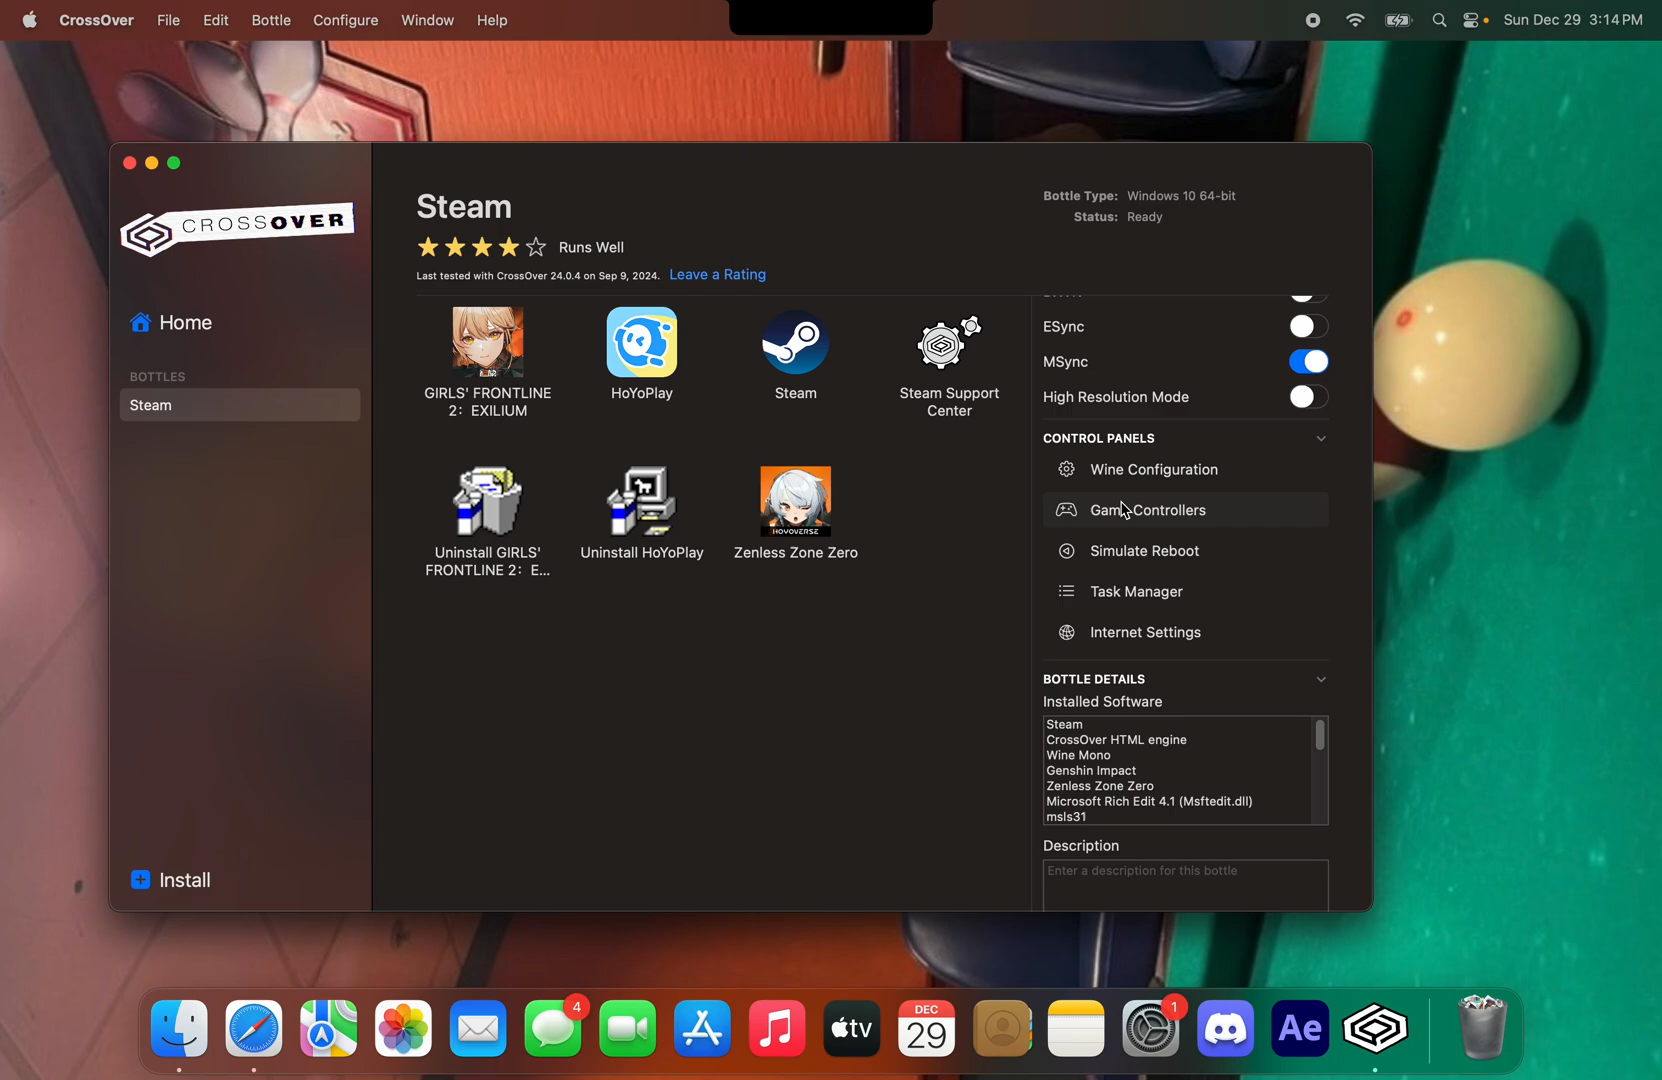 CrossOver File Edit Bottle Configure Window Help Sun Dec 29 3:14 PM
CROSSOVER
Home
BOTTLES
Steam
Install
Steam
Runs Well
Last tested with CrossOver 24.0.4 on Sep 9, 2024. Leave a Rating
Bottle Type: Windows 10 64-bit
Status: Ready
GIRLS' FRONTLINE
2: EXILIUM
HoYoPlay
Steam
Steam Support
Center
Uninstall GIRLS'
FRONTLINE 2: E...
Uninstall HoYoPlay
HOYOVERSE
Zenless Zone Zero
ESync
MSync
High Resolution Mode
CONTROL PANELS
Wine Configuration
Game Controllers
Simulate Reboot
Task Manager
Internet Settings
BOTTLE DETAILS
Installed Software
Steam
CrossOver HTML engine
Wine Mono
Genshin Impact
Zenless Zone Zero
Microsoft Rich Edit 4.1 (Msftedit.dll)
msls31
Description
Enter a description for this bottle
4
tv
DEC
29
1
Ae